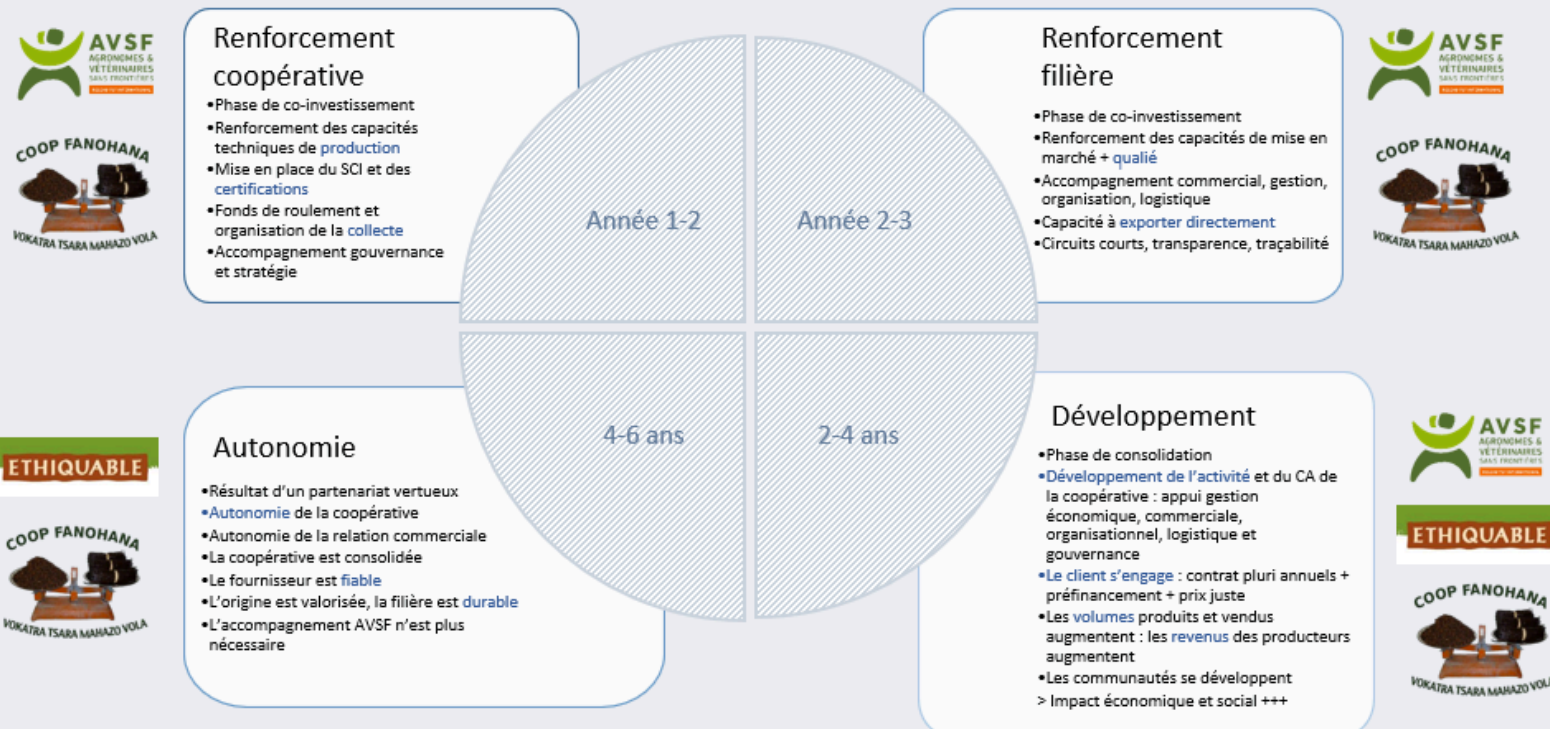 AVSF
AGRONOMES &
VÉTÉRINAIRES
SANS FRONTIÈRES
COOP FANOHANA
VOKATRA TSARA MAHAZO VOLA
Renforcement
coopérative
•Phase de co-investissement
•Renforcement des capacités
techniques de production
•Mise en place du SCI et des
certifications
•Fonds de roulement et
organisation de la collecte
•Accompagnement gouvernance
et stratégie
Année 1-2
Année 2-3
Renforcement
filière
•Phase de co-investissement
•Renforcement des capacités de mise en
marché + qualié
•Accompagnement commercial, gestion,
organisation, logistique
•Capacité à exporter directement
•Circuits courts, transparence, traçabilité
AVSF
AGRONOMES &
VÉTÉRINAIRES
SANS FRONTIÈRES
COOP FANOHANA
VOKATRA TSARA MAHAZO VOLA
ETHIQUABLE
COOP FANOHANA
VOKATRA TSARA MAHAZO VOLA
Autonomie
•Résultat d'un partenariat vertueux
•Autonomie de la coopérative
•Autonomie de la relation commerciale
•La coopérative est consolidée
•Le fournisseur est fiable
•L'origine est valorisée, la filière est durable
•L'accompagnement AVSF n'est plus
nécessaire
4-6 ans
2-4 ans
Développement
•Phase de consolidation
•Développement de l'activité et du CA de
la coopérative : appui gestion
économique, commerciale,
organisationnel, logistique et
gouvernance
•Le client s'engage : contrat pluri annuels +
préfinancement + prix juste
•Les volumes produits et vendus
augmentent : les revenus des producteurs
augmentent
•Les communautés se développent
> Impact économique et social +++
AVSF
AGRONOMES &
VÉTÉRINAIRES
SANS FRONTIÈRES
ETHIQUABLE
COOP FANOHANA
VOKATRA TSARA MAHAZO VOLA